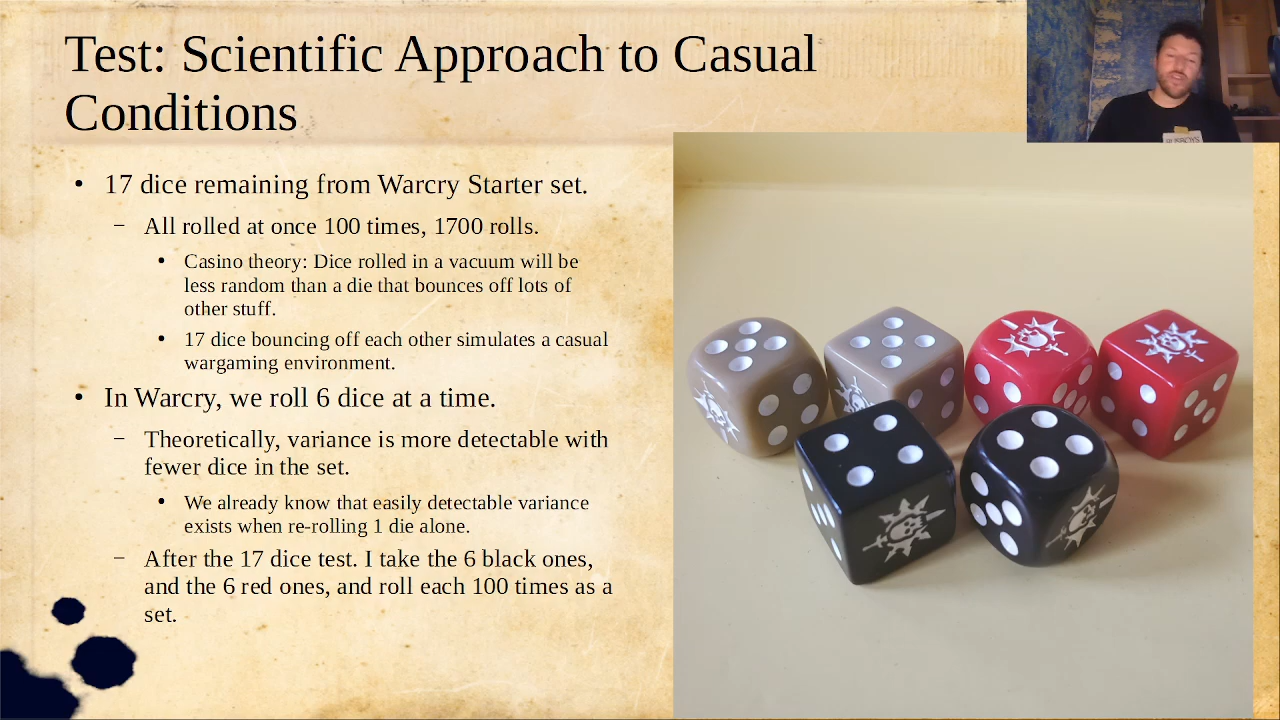 Test: Scientific Approach to Casual
Conditions
• 17 dice remaining from Warcry Starter set.
– All rolled at once 100 times, 1700 rolls.
• Casino theory: Dice rolled in a vacuum will be
less random than a die that bounces off lots of
other stuff.
• 17 dice bouncing off each other simulates a casual
wargaming environment.
• In Warcry, we roll 6 dice at a time.
– Theoretically, variance is more detectable with
fewer dice in the set.
• We already know that easily detectable variance
exists when re-rolling 1 die alone.
– After the 17 dice test. I take the 6 black ones,
and the 6 red ones, and roll each 100 times as a
set.